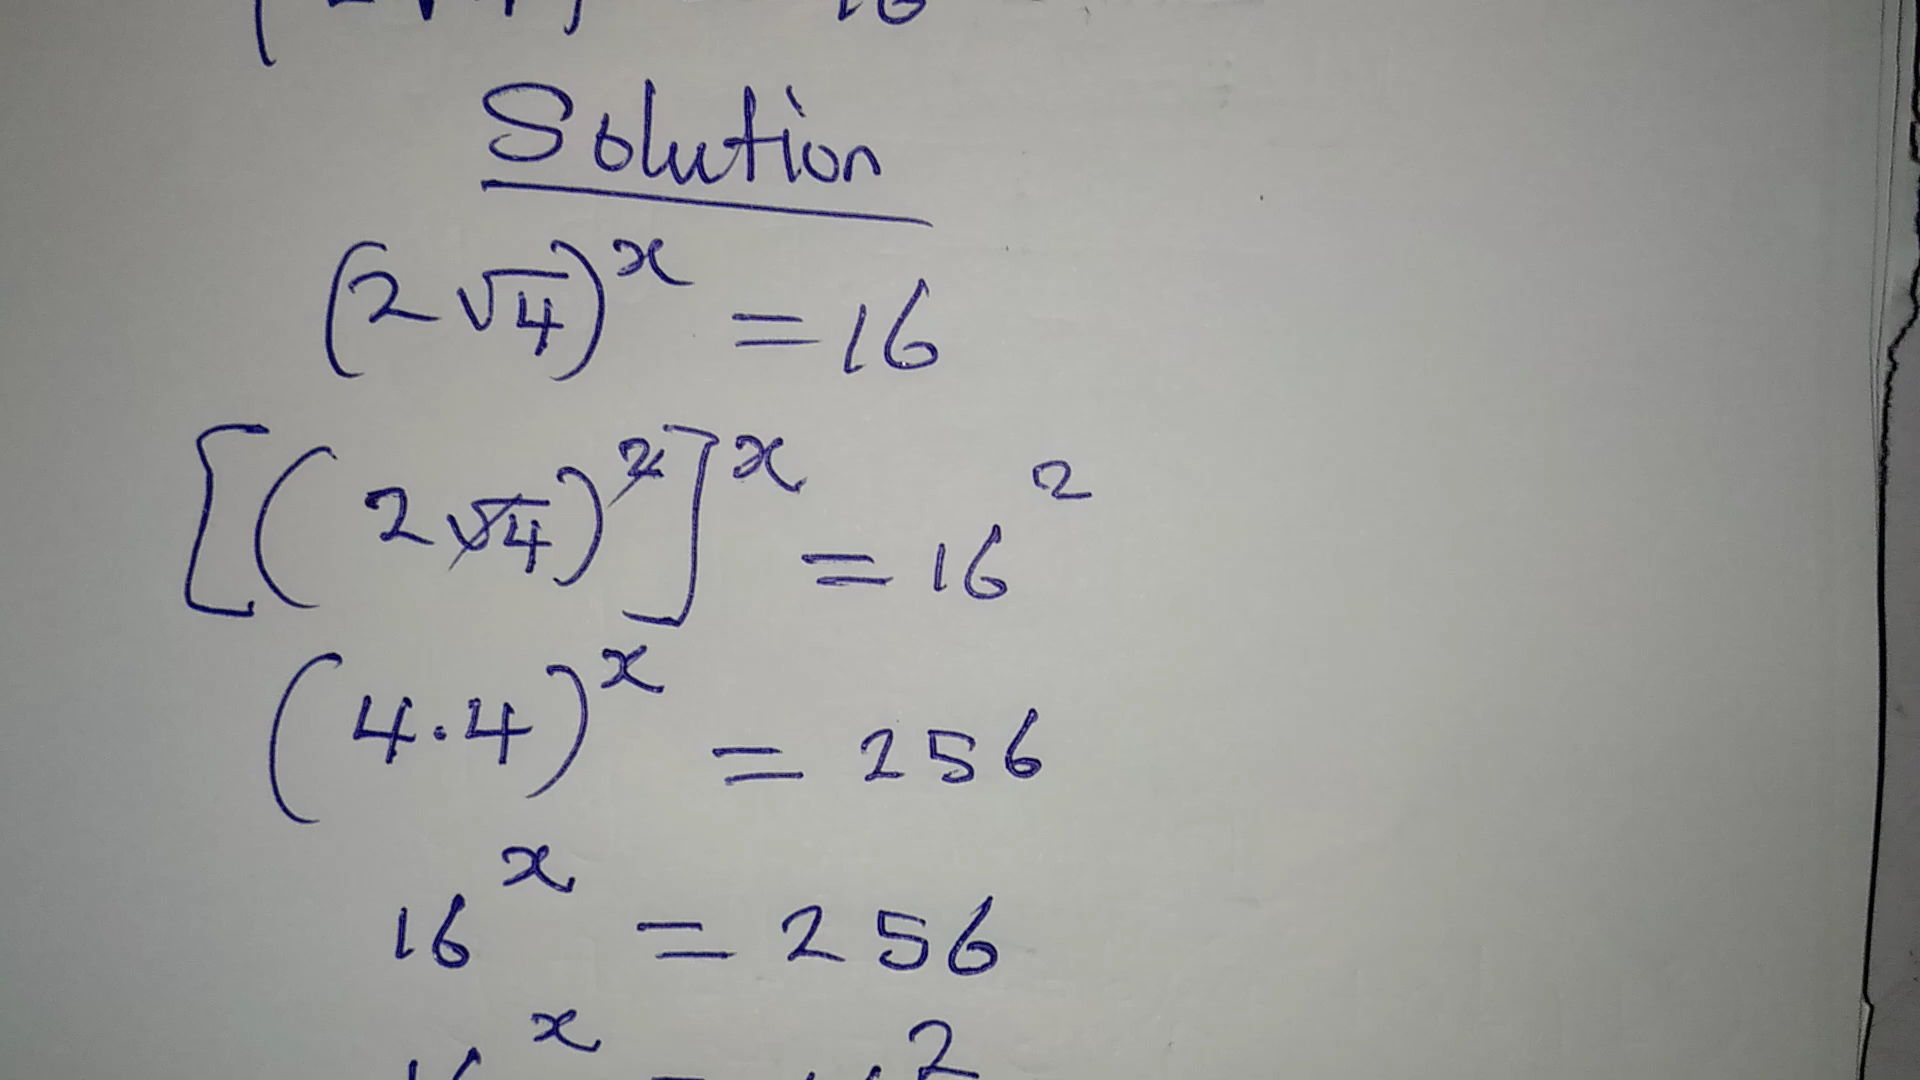 Solution
(2√4)^x = 16
[(2√4)^2]^x = 16^2
(4.4)^x = 256
16^x = 256